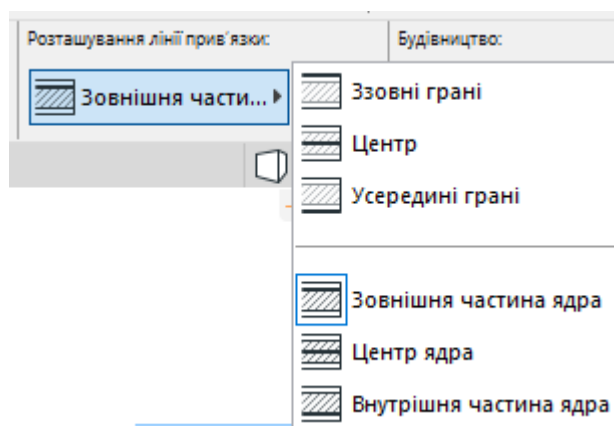 Розташування лінії прив'язки:
Будівництво:
Зовнішня части...
Ззовні грані
Центр
Усередині грані
Зовнішня частина ядра
Центр ядра
Внутрішня частина ядра